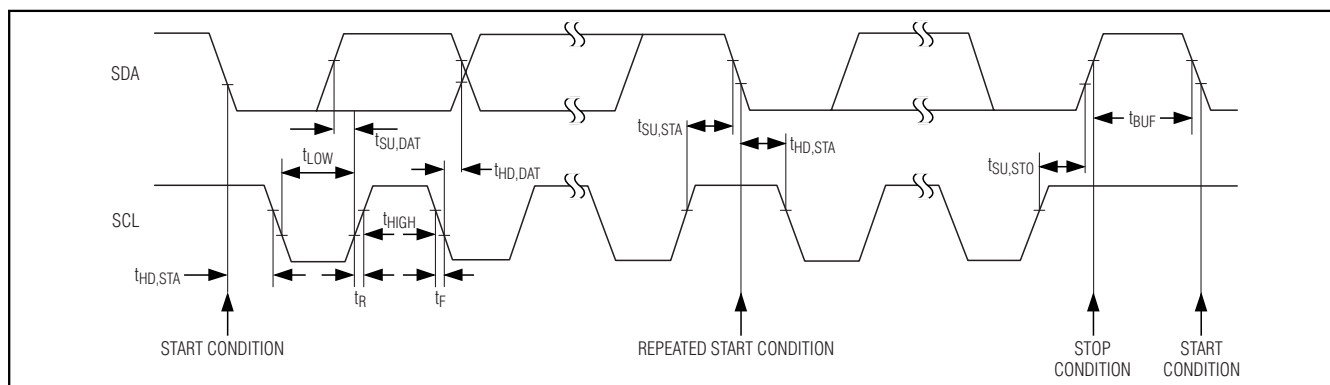 SDA
tSU,DAT
tLOW
tHD,DAT
tSU,STA
tHD,STA
tBUF
tSU,STO
SCL
tHIGH
tHD,STA
tR
tF
START CONDITION
REPEATED START CONDITION
STOP
CONDITION
START
CONDITION